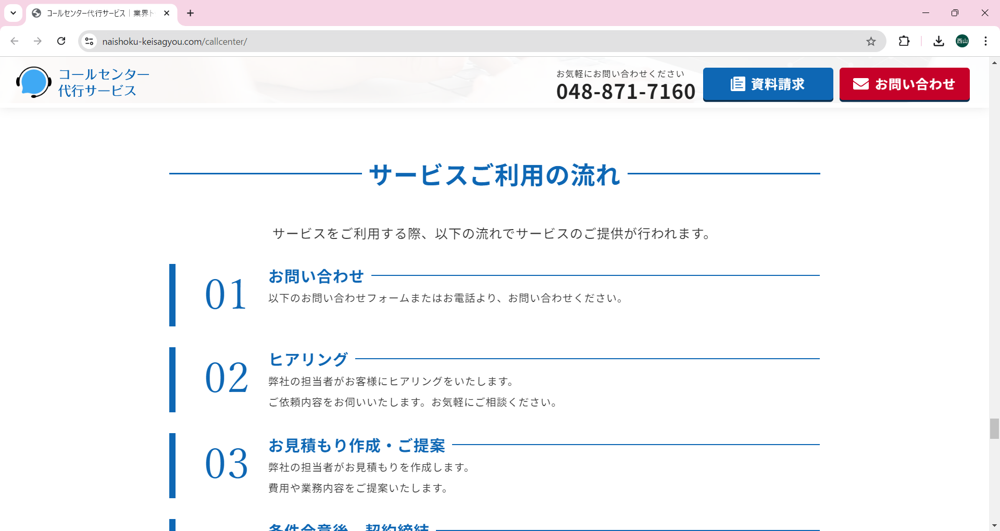 コールセンター代行サービス｜業界ト
naishoku-keisagyou.com/callcenter/
西山
コールセンター
代行サービス
お気軽にお問い合わせください
048-871-7160
資料請求
お問い合わせ
サービスご利用の流れ
サービスをご利用する際、以下の流れでサービスのご提供が行われます。
01
お問い合わせ
以下のお問い合わせフォームまたはお電話より、お問い合わせください。
02
ヒアリング
弊社の担当者がお客様にヒアリングをいたします。
ご依頼内容をお伺いいたします。お気軽にご相談ください。
03
お見積もり作成・ご提案
弊社の担当者がお見積もりを作成します。
費用や業務内容をご提案いたします。
条件合意後、契約締結